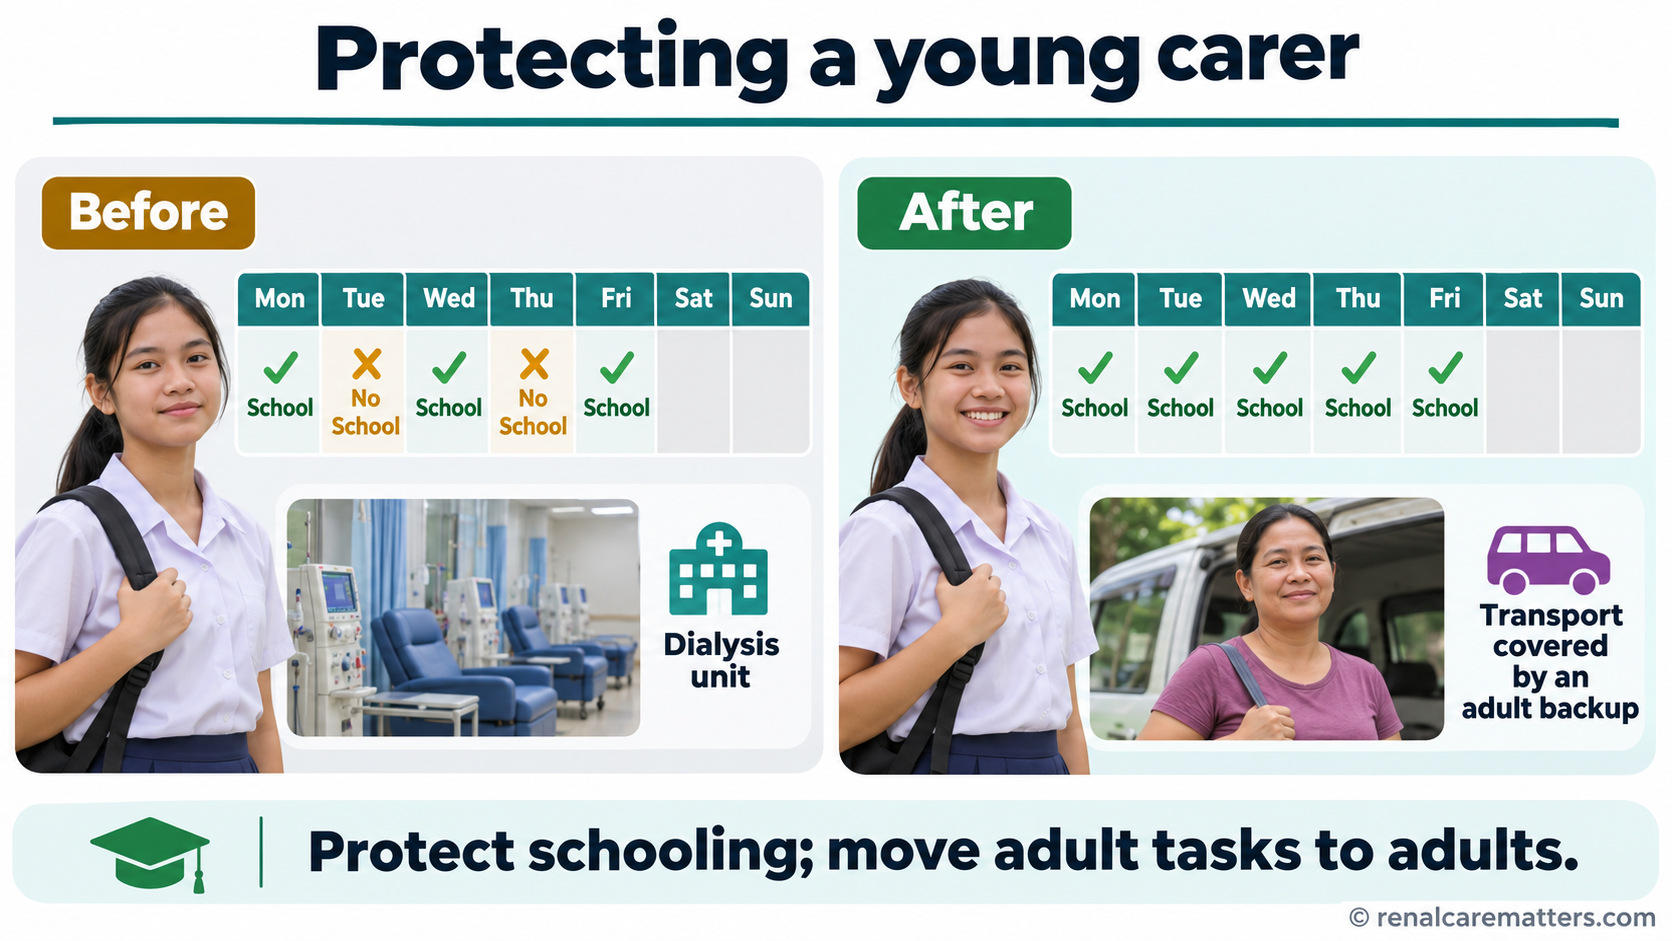 Protecting a young carer
Before
Mon Tue Wed Thu Fri Sat Sun
School
No
School
School
No
School
School
Dialysis
unit
After
Mon Tue Wed Thu Fri Sat Sun
School School School School School
Transport
covered
by an
adult backup
Protect schooling; move adult tasks to adults.
© renalcarematters.com